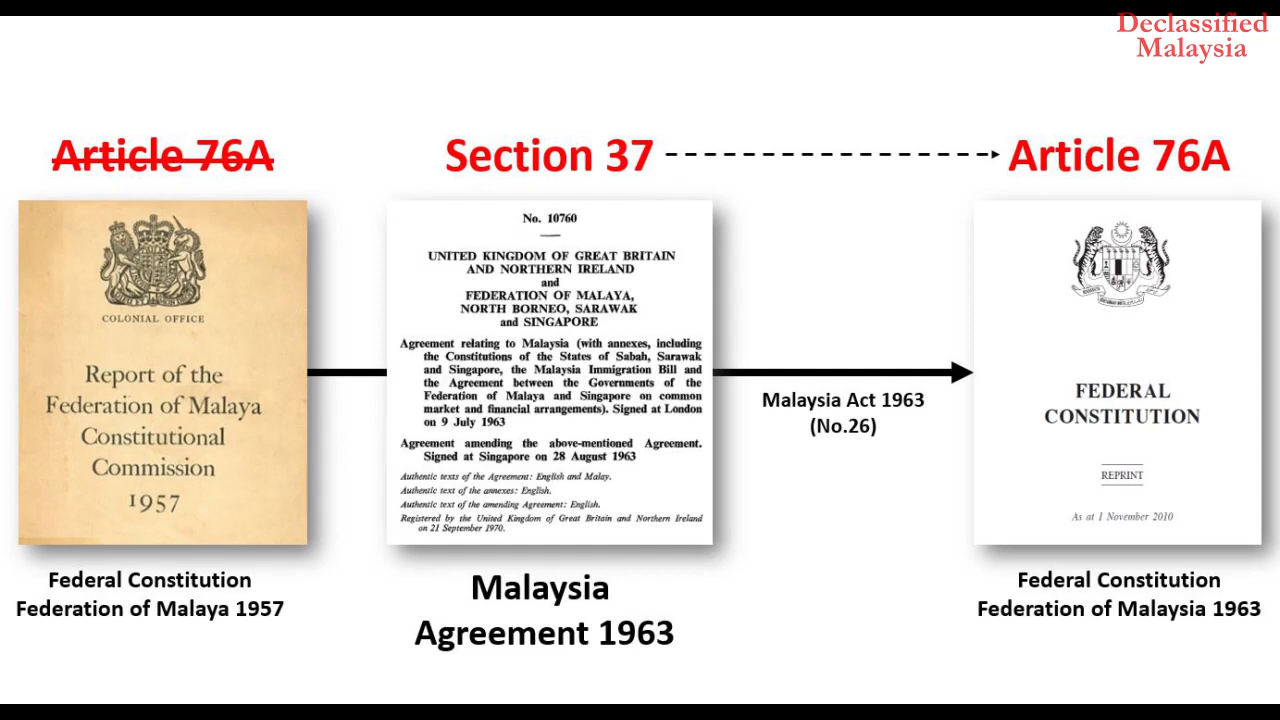 Declassified
Malaysia
Article 76A
Section 37
Article 76A
COLONIAL OFFICE
Report of the
Federation of Malaya
Constitutional
Commission
1957
Federal Constitution
Federation of Malaya 1957
No. 10760
UNITED KINGDOM OF GREAT BRITAIN
AND NORTHERN IRELAND
and
FEDERATION OF MALAYA,
NORTH BORNEO, SARAWAK
and SINGAPORE
Agreement relating to Malaysia (with annexes, including
the Constitutions of the States of Sabah, Sarawak
and Singapore, the Malaysia Immigration Bill and
the Agreement between the Governments of the
Federation of Malaya and Singapore on common
market and financial arrangements). Signed at London
on 9 July 1963
Agreement amending the above-mentioned Agreement.
Signed at Singapore on 28 August 1963
Authentic texts of the Agreement: English and Malay.
Authentic text of the annexes: English.
Authentic text of the amending Agreement: English.
Registered by the United Kingdom of Great Britain and Northern Ireland
on 21 September 1970.
Malaysia
Agreement 1963
Malaysia Act 1963
(No.26)
FEDERAL
CONSTITUTION
REPRINT
As at 1 November 2010
Federal Constitution
Federation of Malaysia 1963